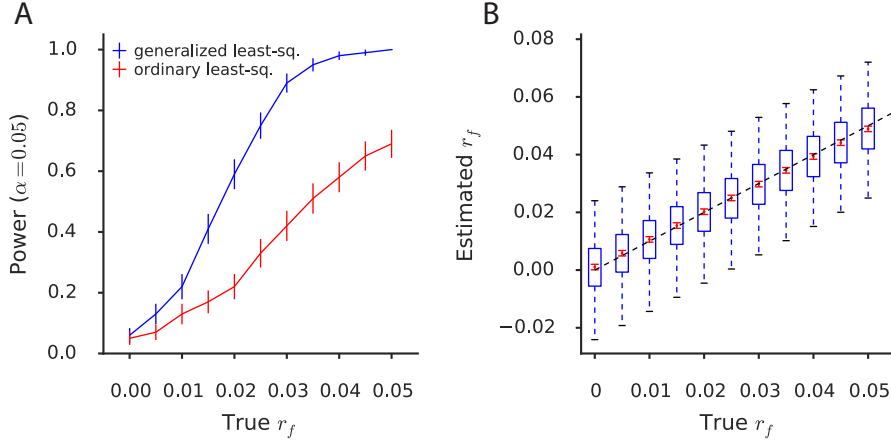 A
Power (α=0.05)
1.0
0.8
0.6
0.4
0.2
0.0
generalized least-sq.
ordinary least-sq.
0.00 0.01 0.02 0.03 0.04 0.05
True r_f
B
Estimated r_f
0.08
0.06
0.04
0.02
0.00
−0.02
0 0.01 0.02 0.03 0.04 0.05
True r_f